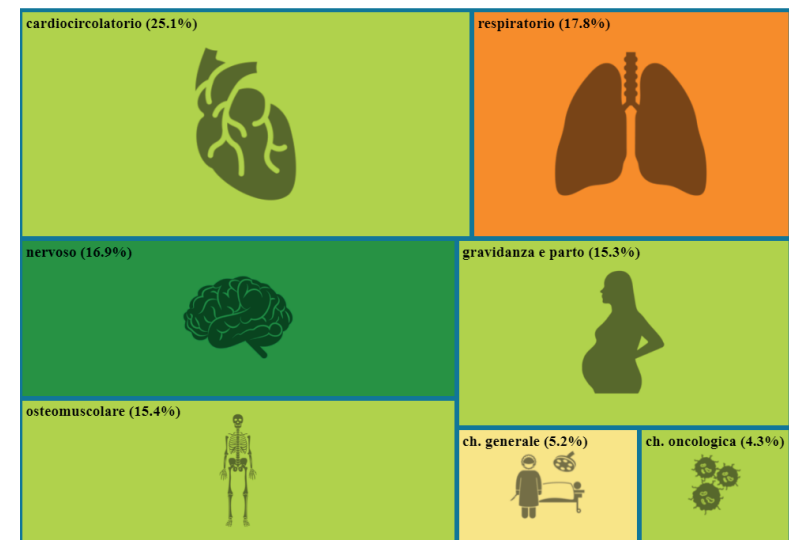 cardiocircolatorio (25.1%)
respiratorio (17.8%)
nervoso (16.9%)
gravidanza e parto (15.3%)
osteomuscolare (15.4%)
ch. generale (5.2%)
ch. oncologica (4.3%)